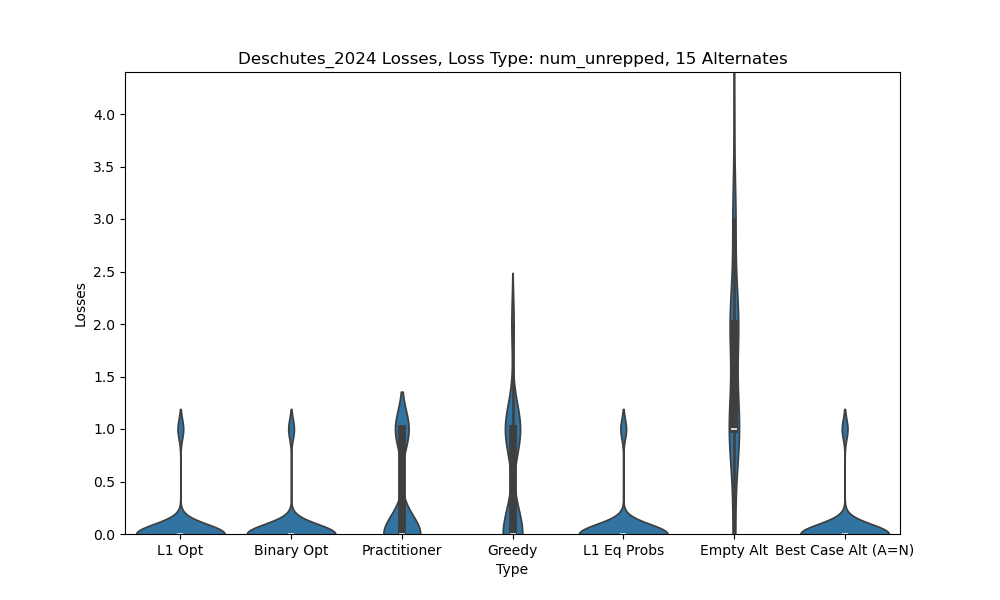 Deschutes_2024 Losses, Loss Type: num_unrepped, 15 Alternates
4.0
3.5
3.0
2.5
2.0
1.5
1.0
0.5
0.0
Losses
L1 Opt Binary Opt Practitioner Greedy L1 Eq Probs Empty Alt Best Case Alt (A=N)
Type